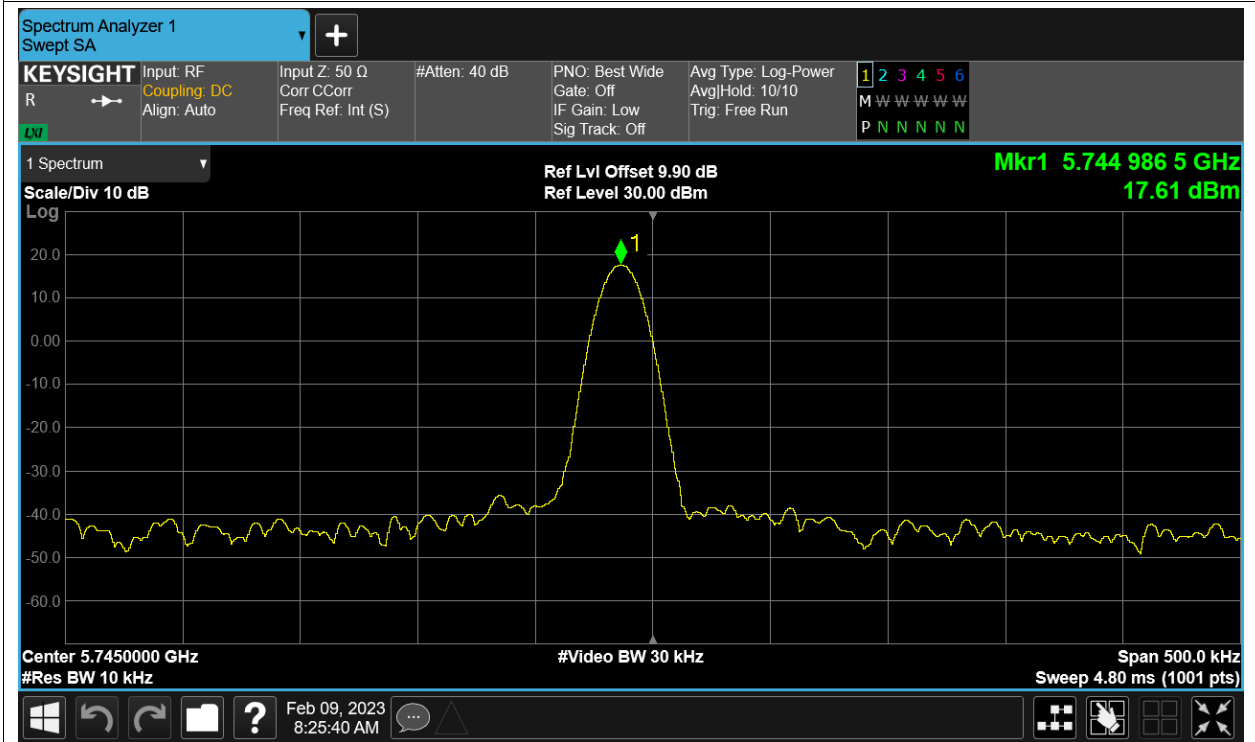 Spectrum Analyzer 1
Swept SA
KEYSIGHT
R
LXI
Input: RF
Coupling: DC
Align: Auto
Input Z: 50 Ω
Corr CCorr
Freq Ref: Int (S)
#Atten: 40 dB
PNO: Best Wide
Gate: Off
IF Gain: Low
Sig Track: Off
Avg Type: Log-Power
Avg|Hold: 10/10
Trig: Free Run
1 2 3 4 5 6
M W W W W W
P N N N N N
1 Spectrum
Scale/Div 10 dB
Log
Ref Lvl Offset 9.90 dB
Ref Level 30.00 dBm
Mkr1 5.744 986 5 GHz
17.61 dBm
1
20.0
10.0
0.00
-10.0
-20.0
-30.0
-40.0
-50.0
-60.0
Center 5.7450000 GHz
#Res BW 10 kHz
#Video BW 30 kHz
Span 500.0 kHz
Sweep 4.80 ms (1001 pts)
?
Feb 09, 2023
8:25:40 AM